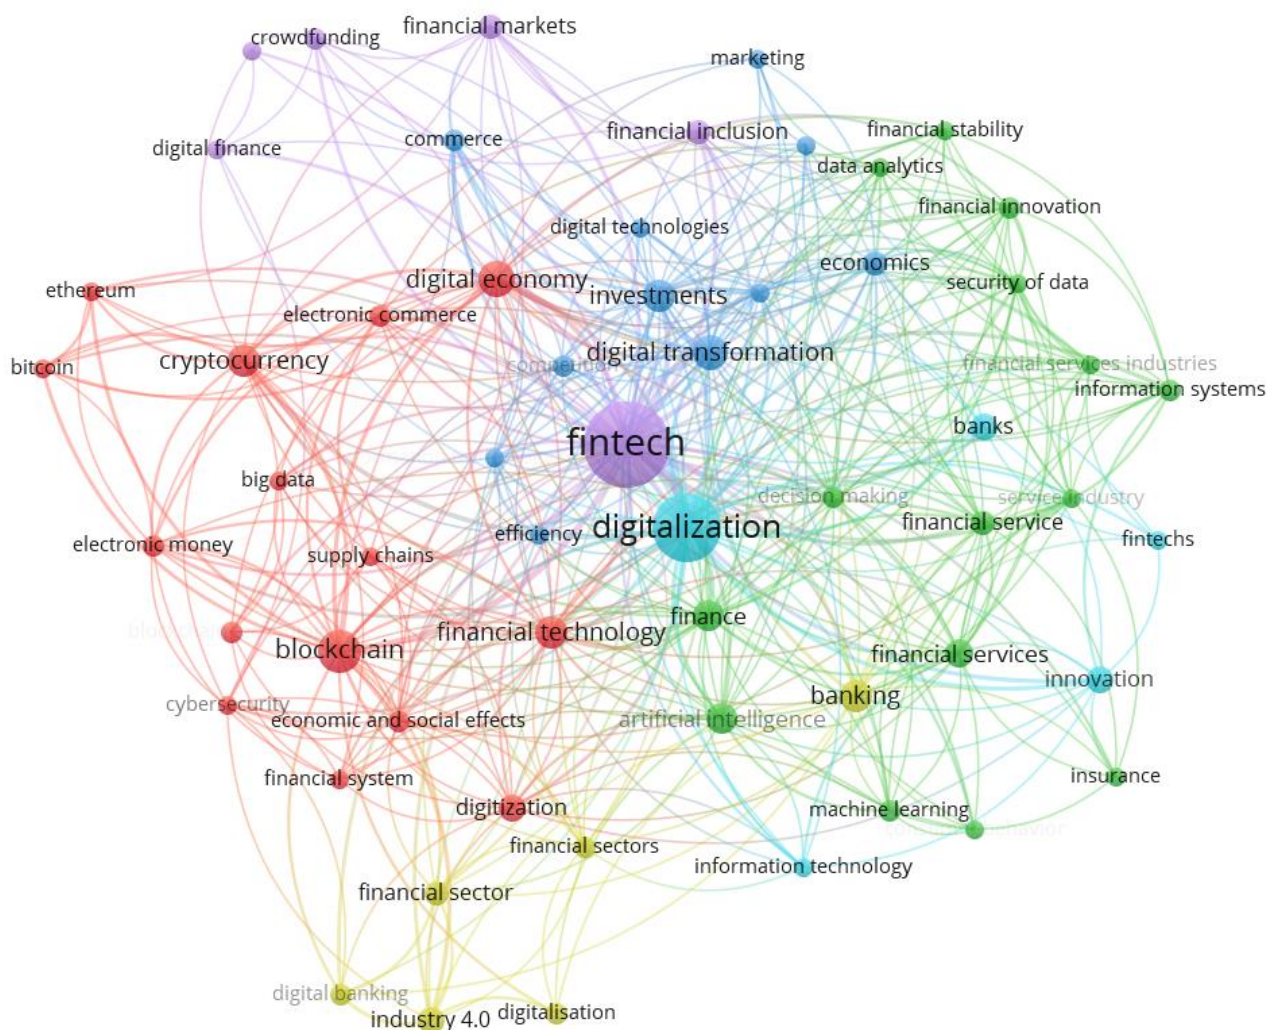 financial markets
crowdfunding
marketing
financial inclusion
financial stability
commerce
digital finance
data analytics
financial innovation
digital technologies
economics
digital economy
security of data
ethereum
investments
electronic commerce
digital transformation
cryptocurrency
financial services industries
bitcoin
information systems
banks
fintech
big data
decision making
service industry
financial service
digitalization
efficiency
fintechs
electronic money
supply chains
finance
financial technology
blockchain
financial services
innovation
banking
cybersecurity
economic and social effects
artificial intelligence
financial system
insurance
digitization
machine learning
financial sectors
information technology
financial sector
digital banking
digitalisation
industry 4.0